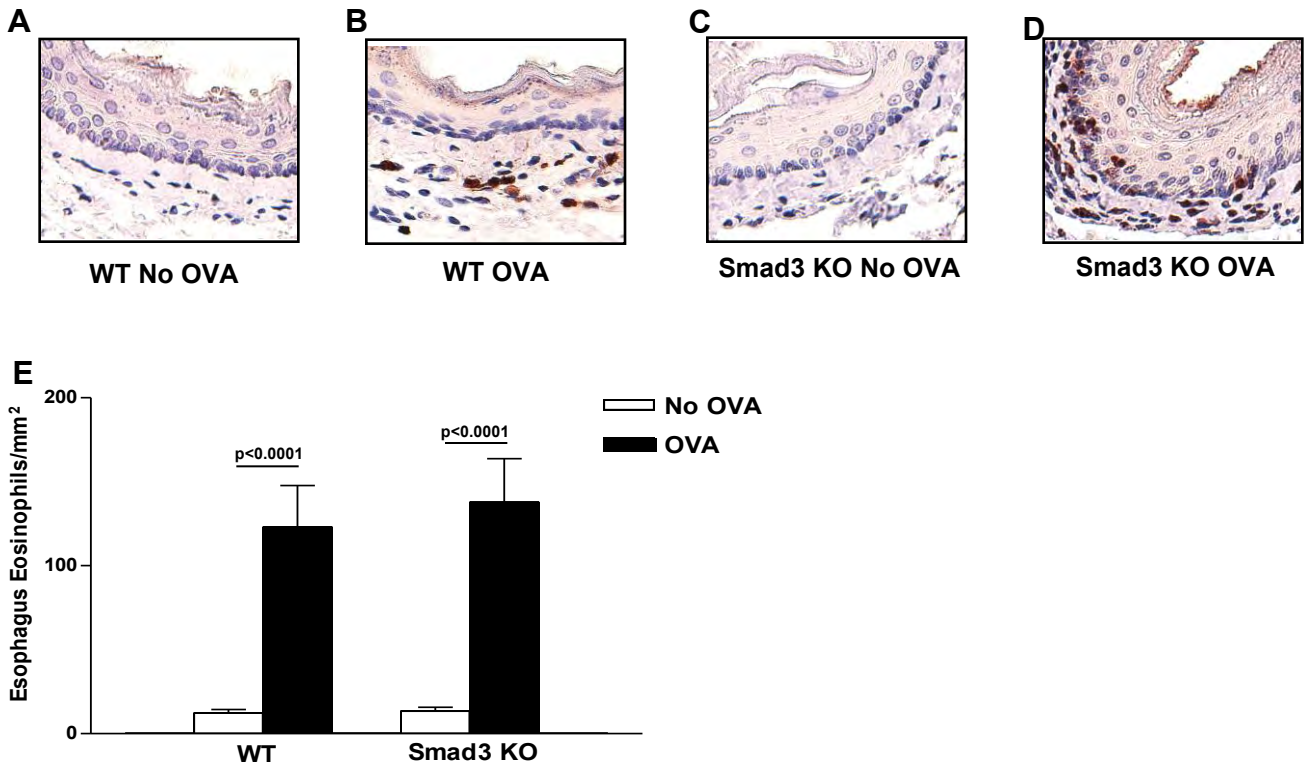 A
B
C
D
WT No OVA
WT OVA
Smad3 KO No OVA
Smad3 KO OVA
E
Esophagus Eosinophils/mm²
200
100
0
p<0.0001
p<0.0001
No OVA
OVA
WT
Smad3 KO